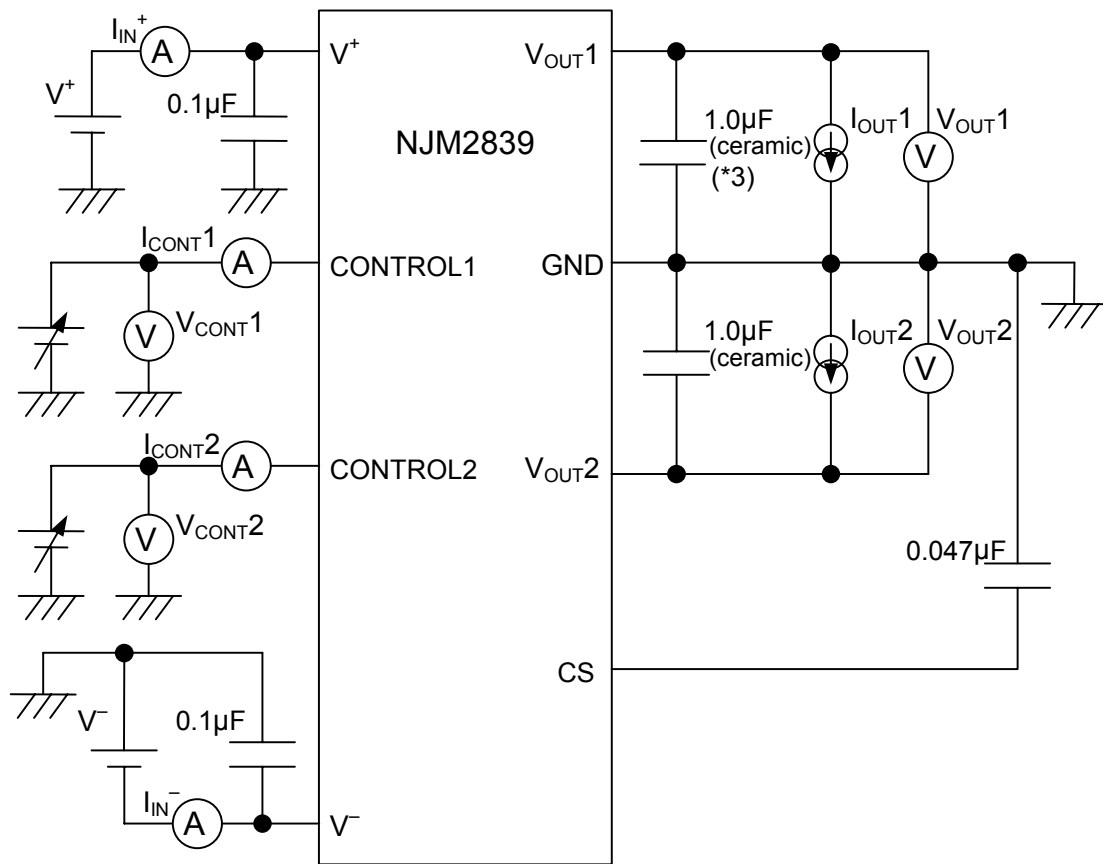 I_IN⁺
A
V⁺
0.1µF
V⁺
NJM2839
V_OUT1
1.0µF
(ceramic)
(*3)
I_OUT1
V_OUT1
V
I_CONT1
A
CONTROL1
V
V_CONT1
GND
1.0µF
(ceramic)
I_OUT2
V_OUT2
V
I_CONT2
A
CONTROL2
V
V_CONT2
V_OUT2
0.047µF
CS
V⁻
0.1µF
I_IN⁻
A
V⁻